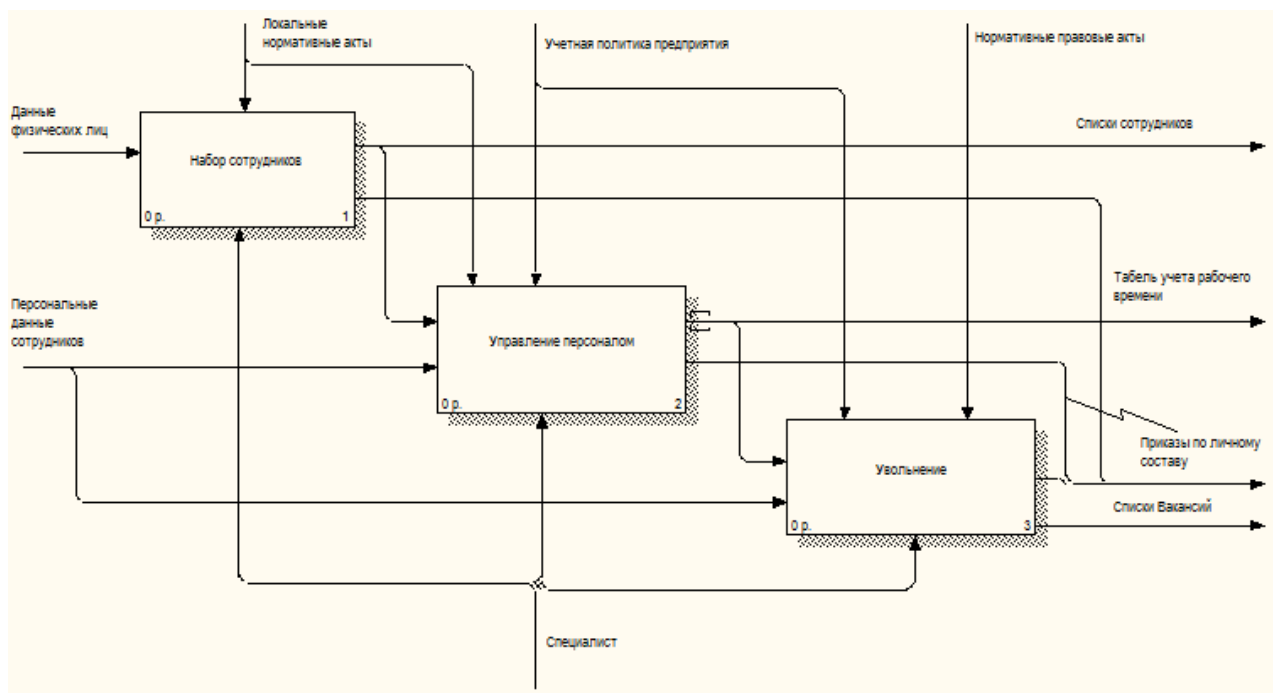 Локальные
нормативные акты
Учетная политика предприятия
Нормативные правовые акты
Данные
физических лиц
Списки сотрудников
Набор сотрудников
0 р.
1
Персональные
данные
сотрудников
Табель учета рабочего
времени
Управление персоналом
0 р.
2
Приказы по личному
составу
Увольнение
0 р.
3
Списки Вакансий
Специалист